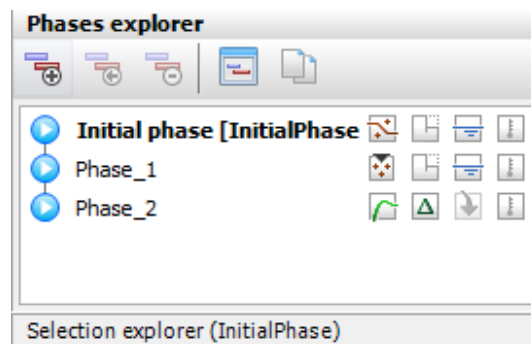 Phases explorer
Initial phase [InitialPhase
Phase_1
Phase_2
Selection explorer (InitialPhase)